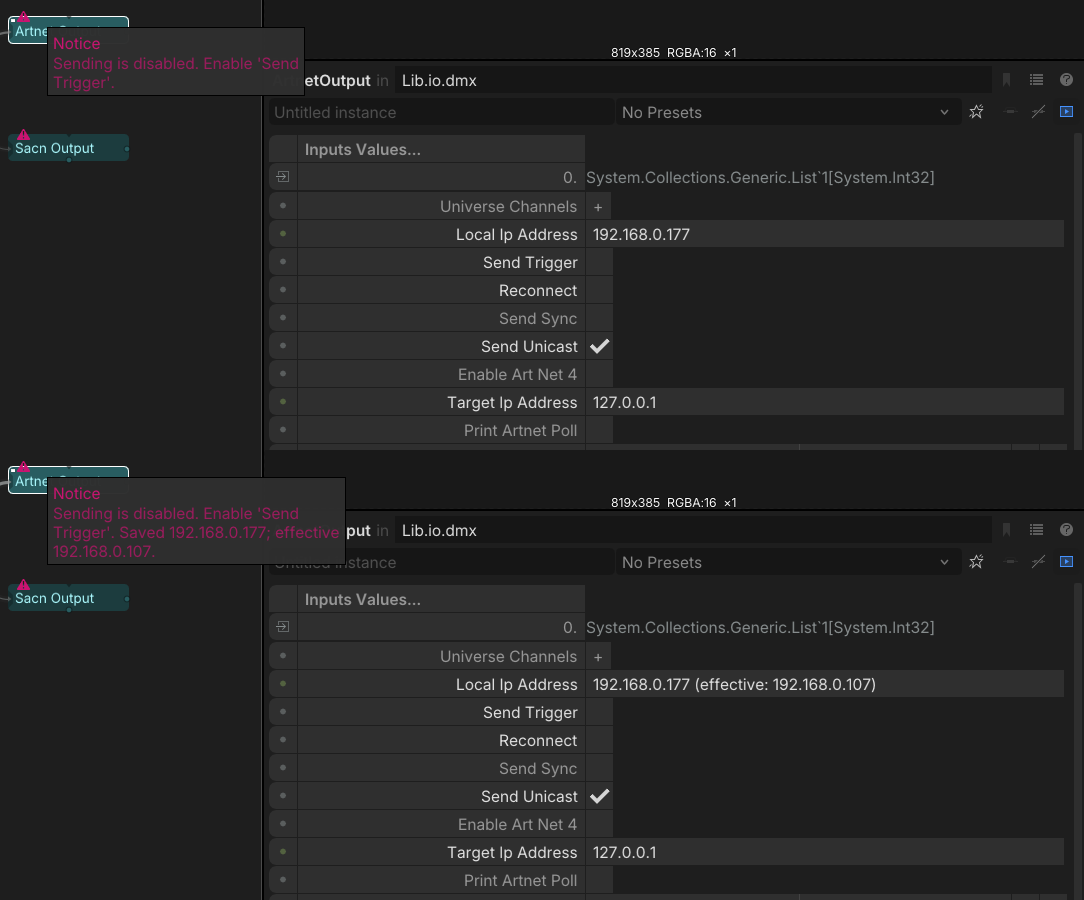 Artne
Notice
Sending is disabled. Enable 'Send
Trigger'.
Sacn Output
819x385 RGBA:16 ×1
etOutput in Lib.io.dmx
Untitled instance
No Presets
Inputs Values...
0. System.Collections.Generic.List`1[System.Int32]
Universe Channels +
Local Ip Address 192.168.0.177
Send Trigger
Reconnect
Send Sync
Send Unicast
Enable Art Net 4
Target Ip Address 127.0.0.1
Print Artnet Poll
Artne
Notice
Sending is disabled. Enable 'Send
Trigger'. Saved 192.168.0.177; effective
192.168.0.107.
Sacn Output
819x385 RGBA:16 ×1
put in Lib.io.dmx
Untitled instance
No Presets
Inputs Values...
0. System.Collections.Generic.List`1[System.Int32]
Universe Channels +
Local Ip Address 192.168.0.177 (effective: 192.168.0.107)
Send Trigger
Reconnect
Send Sync
Send Unicast
Enable Art Net 4
Target Ip Address 127.0.0.1
Print Artnet Poll